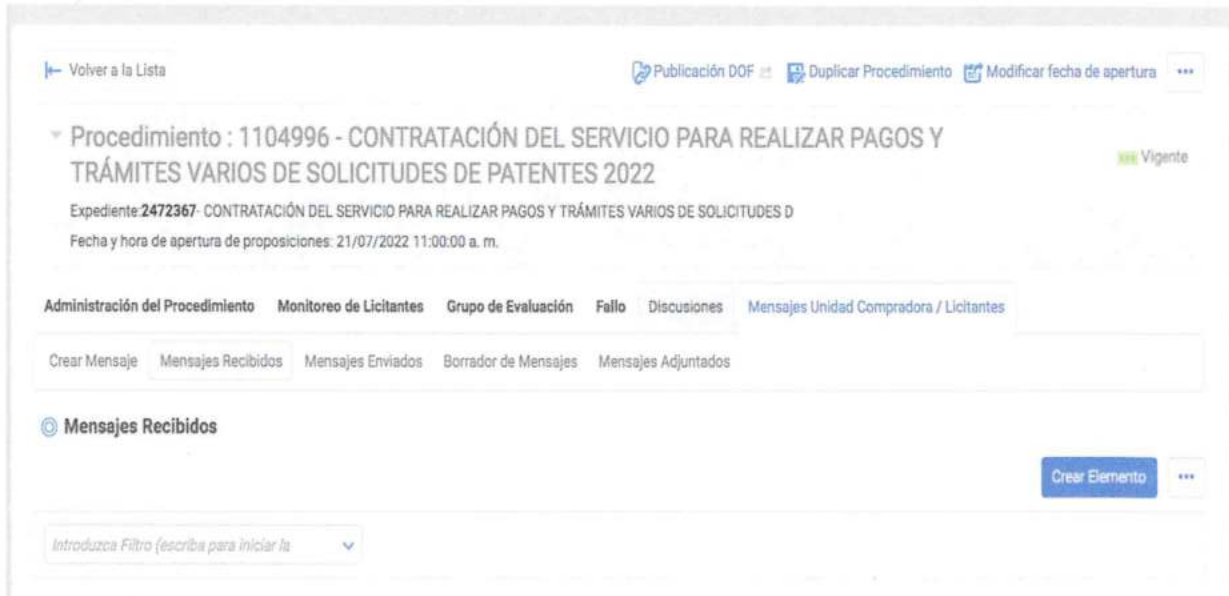 Volver a la Lista
Publicación DOF Duplicar Procedimiento Modificar fecha de apertura ...
Procedimiento : 1104996 - CONTRATACIÓN DEL SERVICIO PARA REALIZAR PAGOS Y
TRÁMITES VARIOS DE SOLICITUDES DE PATENTES 2022
Vigente
Expediente:2472367- CONTRATACIÓN DEL SERVICIO PARA REALIZAR PAGOS Y TRÁMITES VARIOS DE SOLICITUDES D
Fecha y hora de apertura de proposiciones: 21/07/2022 11:00:00 a. m.
Administración del Procedimiento Monitoreo de Licitantes Grupo de Evaluación Fallo Discusiones Mensajes Unidad Compradora / Licitantes
Crear Mensaje Mensajes Recibidos Mensajes Enviados Borrador de Mensajes Mensajes Adjuntados
Mensajes Recibidos
Crear Elemento ...
Introduzca Filtro (escriba para iniciar la